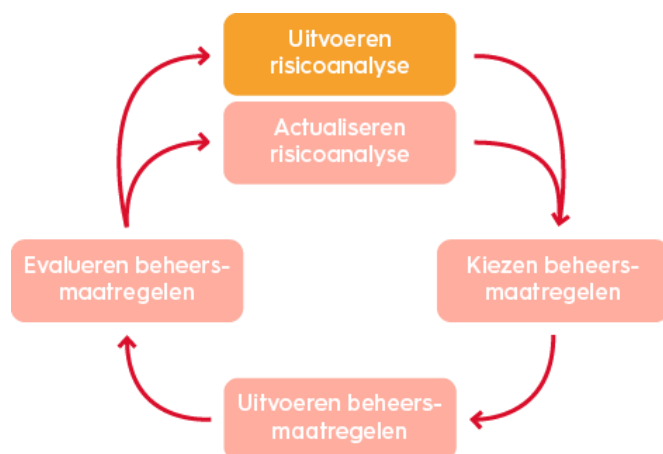 Uitvoeren
risicoanalyse
Actualiseren
risicoanalyse
Evalueren beheers-
maatregelen
Kiezen beheers-
maatregelen
Uitvoeren beheers-
maatregelen